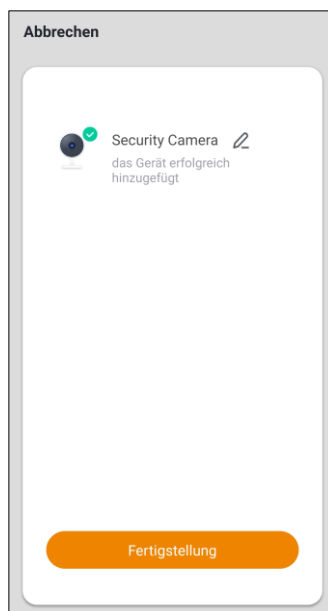 Abbrechen
Security Camera
das Gerät erfolgreich
hinzugefügt
Fertigstellung